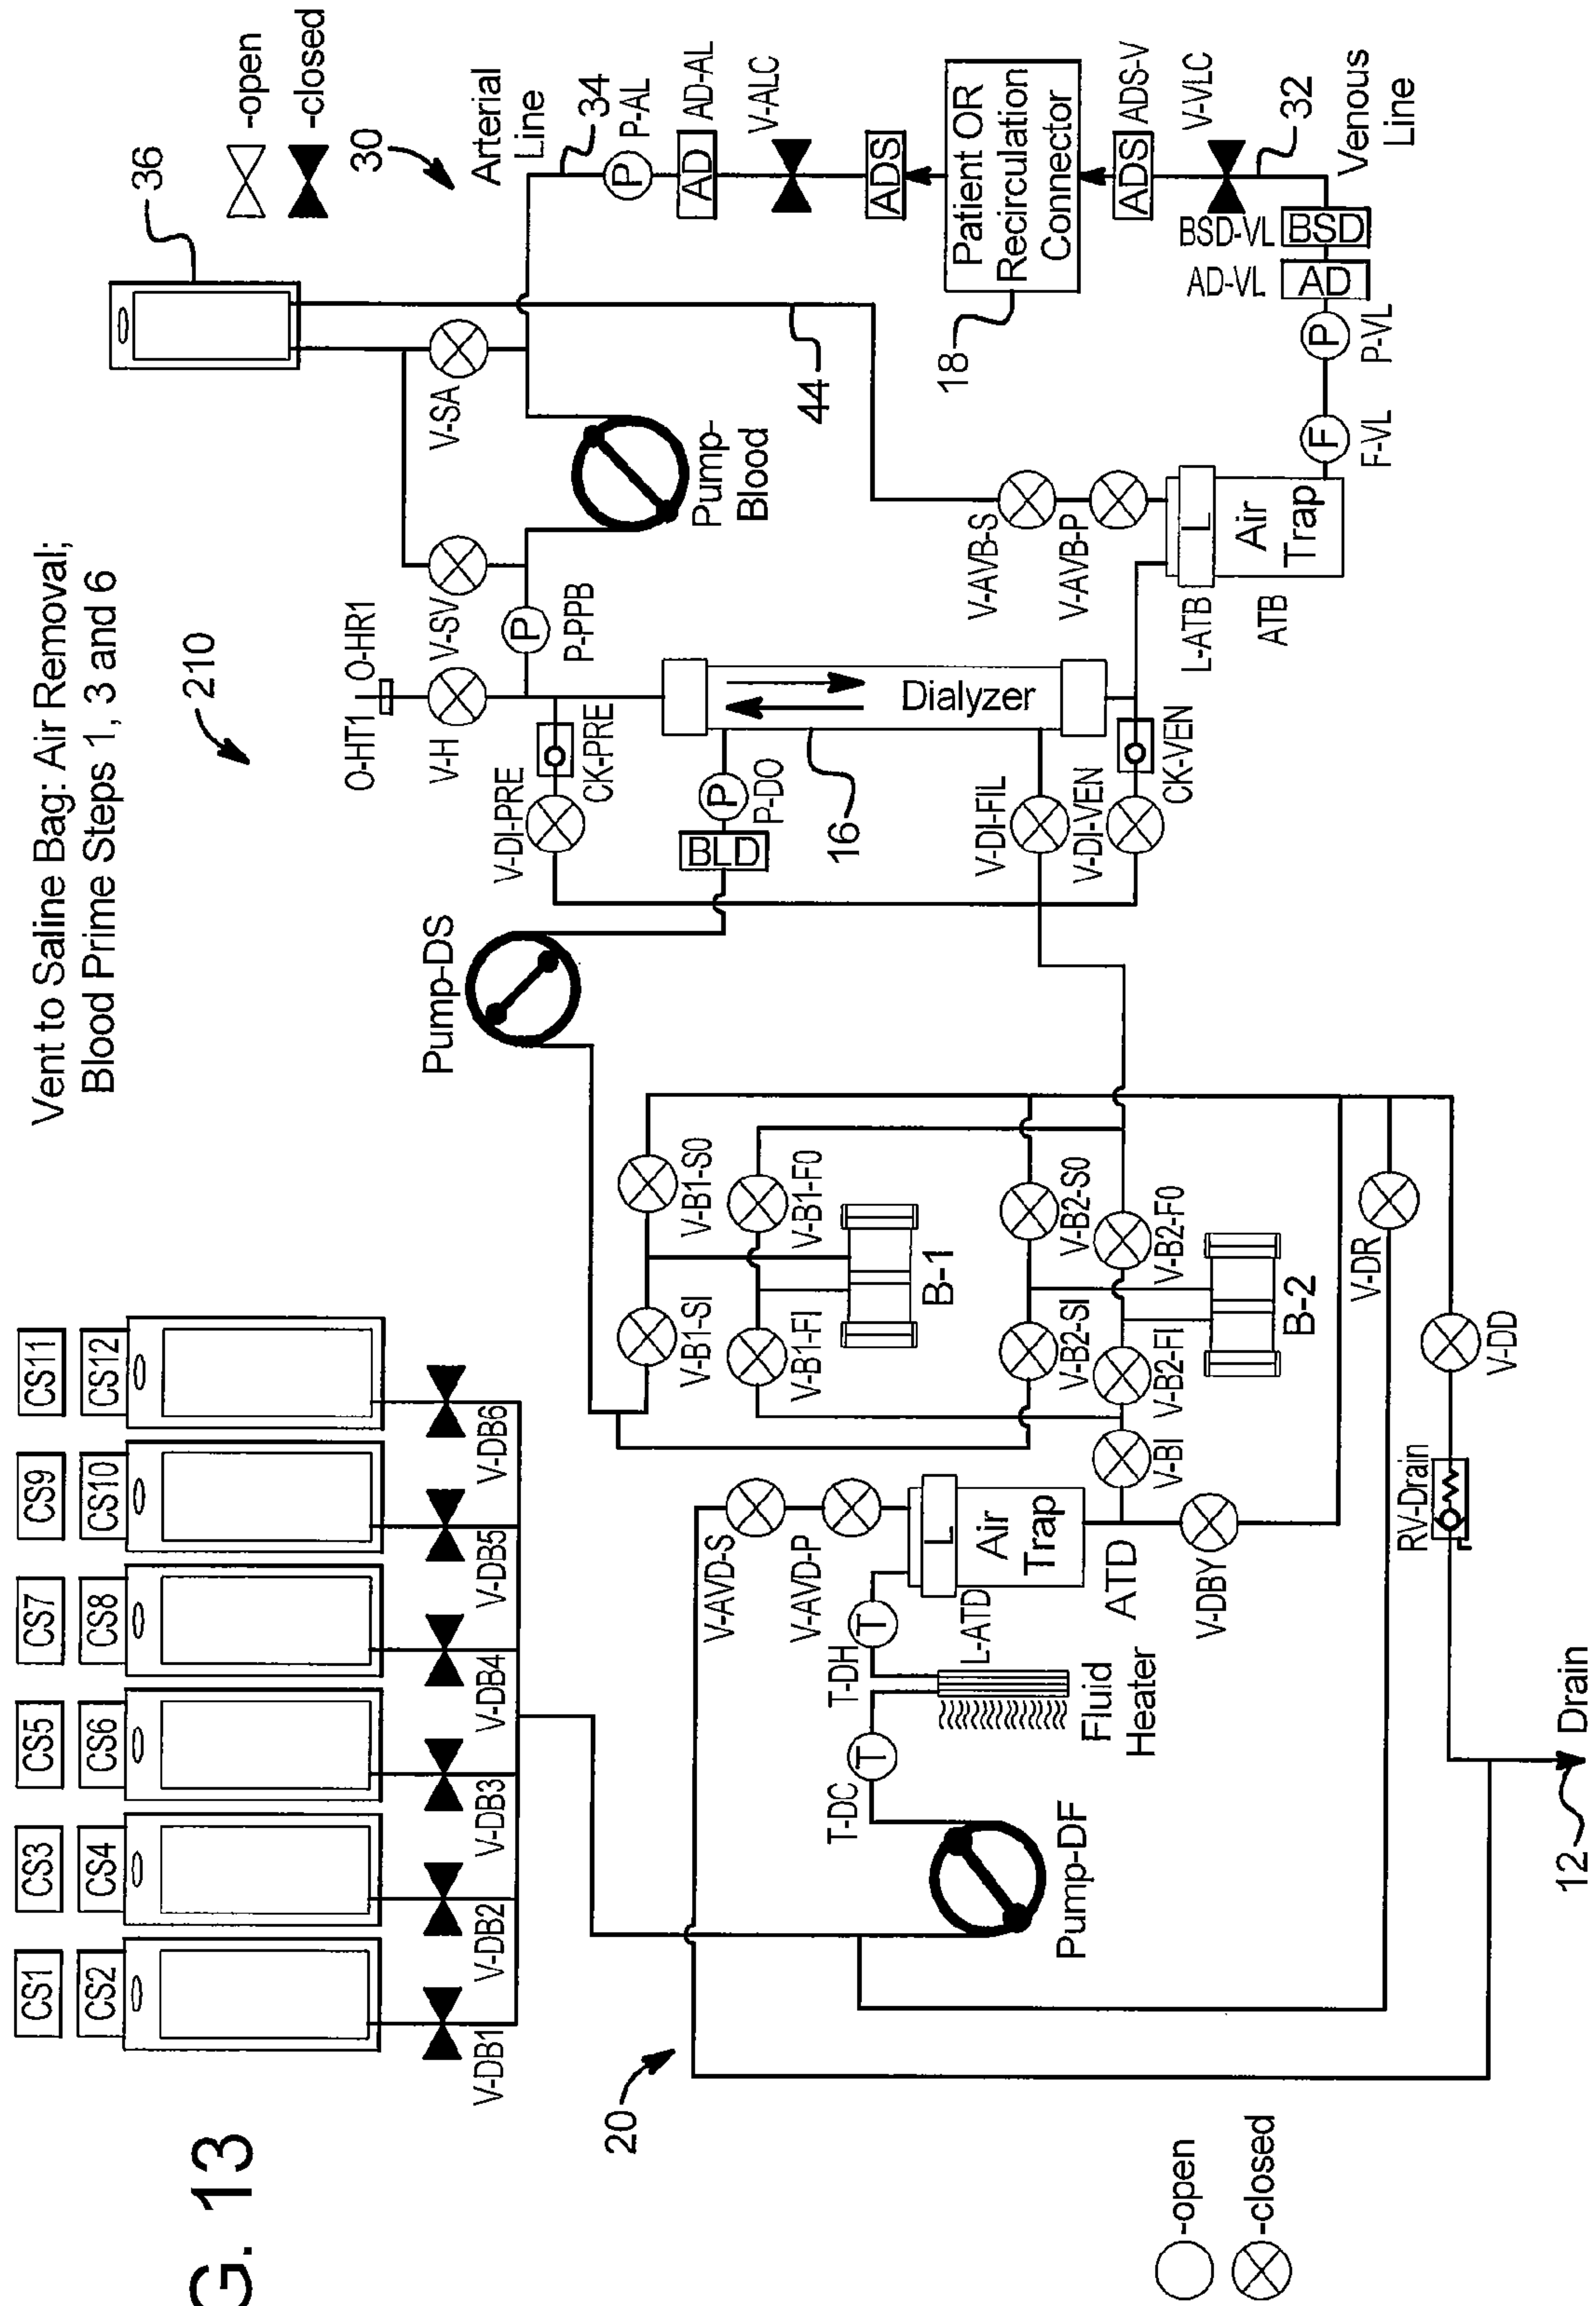 G. 13
Vent to Saline Bag: Air Removal;
Blood Prime Steps 1, 3 and 6
210
36
-open
-closed
30
Arterial
Line
34
P-AL
P
AD-AL
AD
V-ALC
ADS
Patient OR
Recirculation
Connector
18
ADS-V
ADS
V-VLC
32
Venous
Line
BSD-VL
BSD
AD-VL
AD
P
P-VL
F
F-VL
44
V-SA
V-SV
Pump-
Blood
O-HT1
O-HR1
V-H
P
P-PPB
V-AVB-S
V-AVB-P
L-ATB
L
Air
Trap
ATB
CK-PRE
V-DI-PRE
Dialyzer
16
P
P-DO
BLD
V-DI-FIL
V-DI-VEN
CK-VEN
Pump-DS
V-B1-S0
V-B1-SI
V-B1-F0
V-B1-FI
B-1
V-B2-S0
V-B2-SI
V-B2-F0
V-B2-FI
B-2
V-BI
V-DR
V-DD
RV-Drain
V-DBY
CS1
CS2
CS3
CS4
CS5
CS6
CS7
CS8
CS9
CS10
CS11
CS12
V-DB1
V-DB2
V-DB3
V-DB4
V-DB5
V-DB6
V-AVD-S
V-AVD-P
L-ATD
L
Air
Trap
ATD
T-DH
T
T-DC
T
Fluid
Heater
Pump-DF
20
12
Drain
-open
-closed